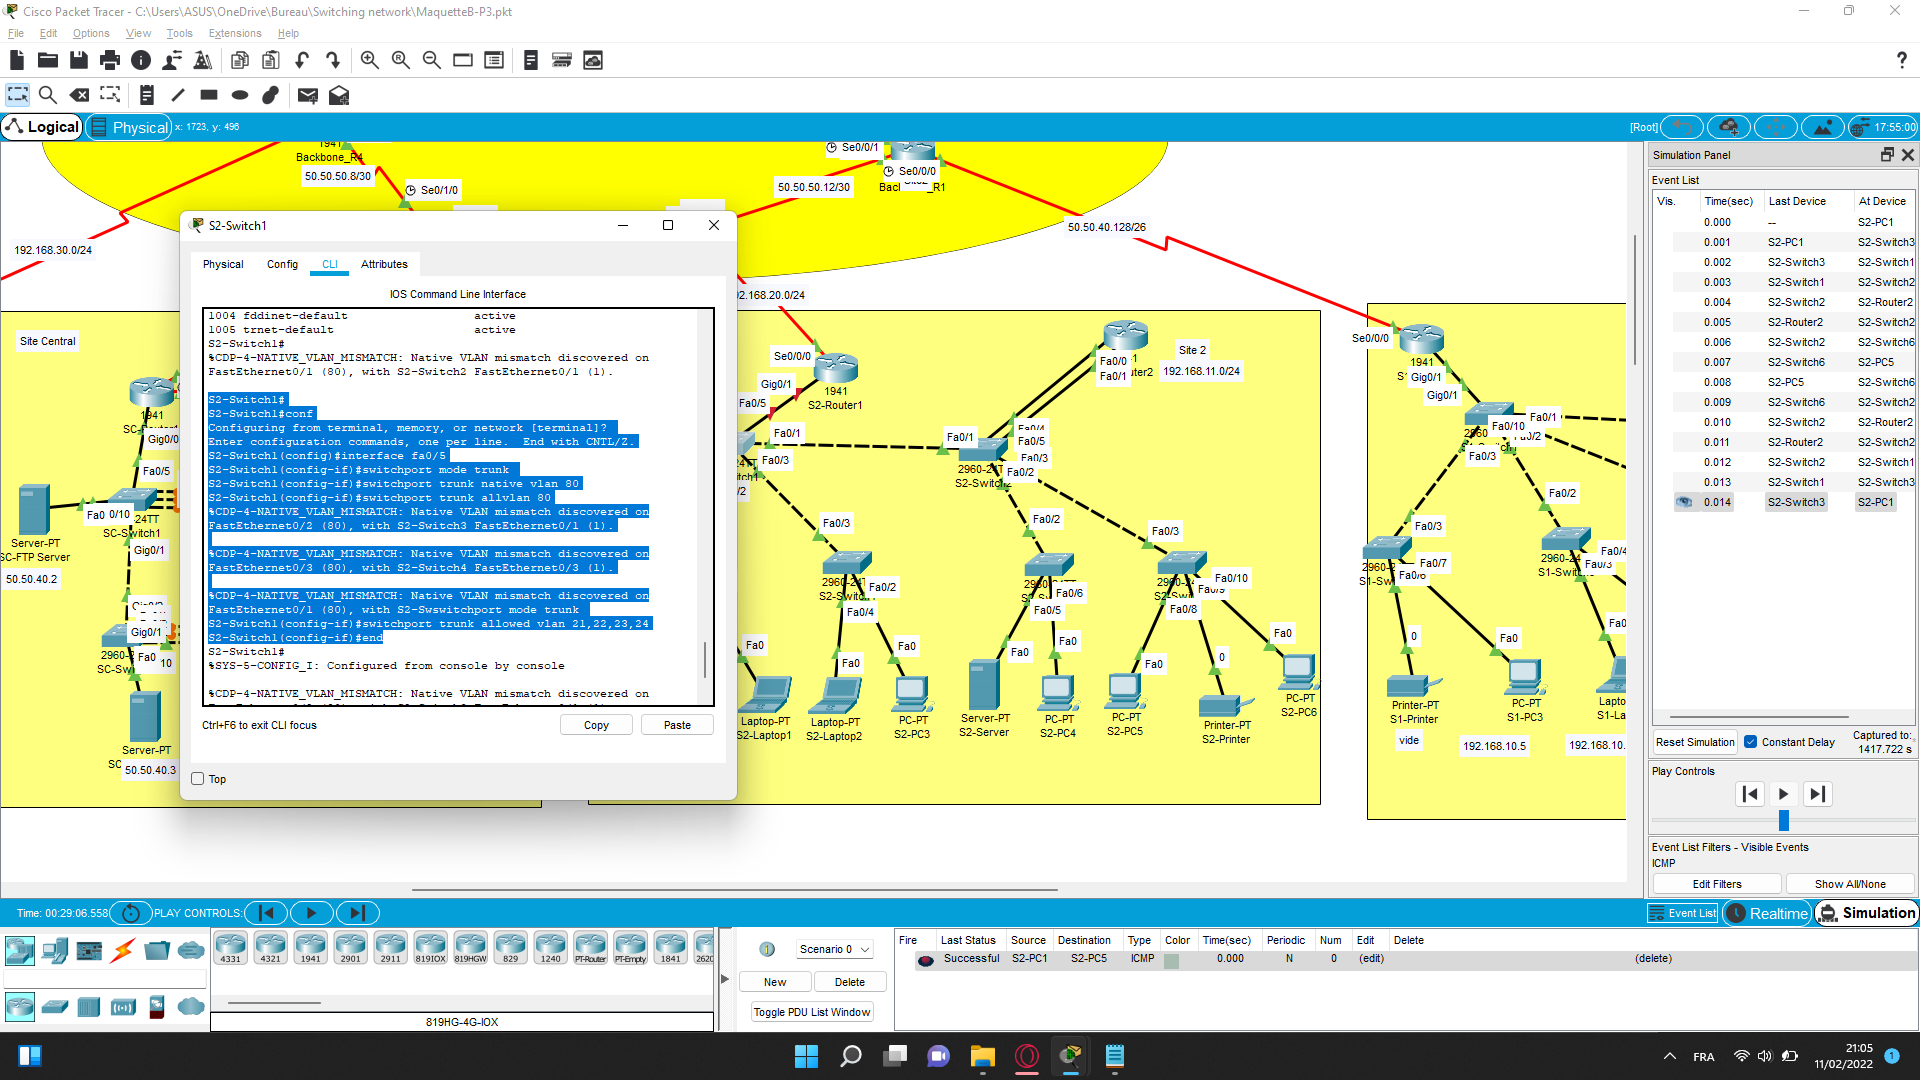 Cisco Packet Tracer - C:\Users\ASUS\OneDrive\Bureau\Switching network\MaquetteB-P3.pkt
File Edit Options View Tools Extensions Help
?
Logical Physical x: 1723, y: 496
[Root] 17:55:00
1941
Backbone_R4
50.50.50.8/30
Se0/1/0
Se0/0/1
Se0/0/0
50.50.50.12/30
R1
50.50.40.128/26
192.168.30.0/24
Site Central
1941
Gig0/0
Fa0/5
Fa0 0/10
24TT
SC-Switch1
Server-PT
SC-FTP Server
50.50.40.2
Gig0/1
Gig0/1
Fa0 10
Server-PT
50.50.40.3
S2-Switch1
Physical Config CLI Attributes
IOS Command Line Interface
1004 fddinet-default active
1005 trnet-default active
S2-Switch1#
%CDP-4-NATIVE_VLAN_MISMATCH: Native VLAN mismatch discovered on
FastEthernet0/1 (80), with S2-Switch2 FastEthernet0/1 (1).
S2-Switch1#
S2-Switch1#conf
Configuring from terminal, memory, or network [terminal]?
Enter configuration commands, one per line. End with CNTL/Z.
S2-Switch1(config)#interface fa0/5
S2-Switch1(config-if)#switchport mode trunk
S2-Switch1(config-if)#switchport trunk native vlan 80
S2-Switch1(config-if)#switchport trunk allvlan 80
%CDP-4-NATIVE_VLAN_MISMATCH: Native VLAN mismatch discovered on
FastEthernet0/2 (80), with S2-Switch3 FastEthernet0/1 (1).
%CDP-4-NATIVE_VLAN_MISMATCH: Native VLAN mismatch discovered on
FastEthernet0/3 (80), with S2-Switch4 FastEthernet0/3 (1).
%CDP-4-NATIVE_VLAN_MISMATCH: Native VLAN mismatch discovered on
FastEthernet0/1 (80), with S2-Swswitchport mode trunk
S2-Switch1(config-if)#switchport trunk allowed vlan 21,22,23,24
S2-Switch1(config-if)#end
S2-Switch1#
%SYS-5-CONFIG_I: Configured from console by console
%CDP-4-NATIVE_VLAN_MISMATCH: Native VLAN mismatch discovered on
Ctrl+F6 to exit CLI focus Copy Paste
Top
2.168.20.0/24
Se0/0/0
Gig0/1
1941
S2-Router1
Fa0/5
Fa0/1
Fa0/3
Fa0/0
Fa0/1
Site 2
192.168.11.0/24
Fa0/1
Fa0/4
Fa0/5
Fa0/3
Fa0/2
2960-24T
S2-Switch2
Fa0/3
Fa0/2
Fa0/4
Fa0
Fa0
Fa0
Laptop-PT
S2-Laptop1
Laptop-PT
S2-Laptop2
PC-PT
S2-PC3
Fa0/2
Fa0/6
Fa0/5
Fa0
Fa0
Server-PT
S2-Server
PC-PT
S2-PC4
Fa0/3
Fa0/10
Fa0/9
Fa0/8
Fa0
0
Fa0
PC-PT
S2-PC5
Printer-PT
S2-Printer
PC-PT
S2-PC6
Se0/0/0
1941
Gig0/1
Gig0/1
Fa0/1
Fa0/10
Fa0/2
Fa0/3
Fa0/2
Fa0/3
Fa0/7
Fa0/6
Fa0/4
Fa0/3
0
Fa0
Printer-PT
S1-Printer
vide
PC-PT
S1-PC3
192.168.10.5
192.168.10.
Simulation Panel
Event List
Vis. Time(sec) Last Device At Device
0.000 -- S2-PC1
0.001 S2-PC1 S2-Switch3
0.002 S2-Switch3 S2-Switch1
0.003 S2-Switch1 S2-Switch2
0.004 S2-Switch2 S2-Router2
0.005 S2-Router2 S2-Switch2
0.006 S2-Switch2 S2-Switch6
0.007 S2-Switch6 S2-PC5
0.008 S2-PC5 S2-Switch6
0.009 S2-Switch6 S2-Switch2
0.010 S2-Switch2 S2-Router2
0.011 S2-Router2 S2-Switch2
0.012 S2-Switch2 S2-Switch1
0.013 S2-Switch1 S2-Switch3
0.014 S2-Switch3 S2-PC1
Reset Simulation Constant Delay Captured to:
1417.722 s
Play Controls
Event List Filters - Visible Events
ICMP
Edit Filters Show All/None
Time: 00:29:06.558 PLAY CONTROLS: Event List Realtime Simulation
4331 4321 1941 2901 2911 819IOX 819HGW 829 1240 PT-Router PT-Empty 1841 2620
819HG-4G-IOX
Scenario 0
New Delete
Toggle PDU List Window
Fire Last Status Source Destination Type Color Time(sec) Periodic Num Edit Delete
Successful S2-PC1 S2-PC5 ICMP 0.000 N 0 (edit) (delete)
FRA
21:05
11/02/2022
1